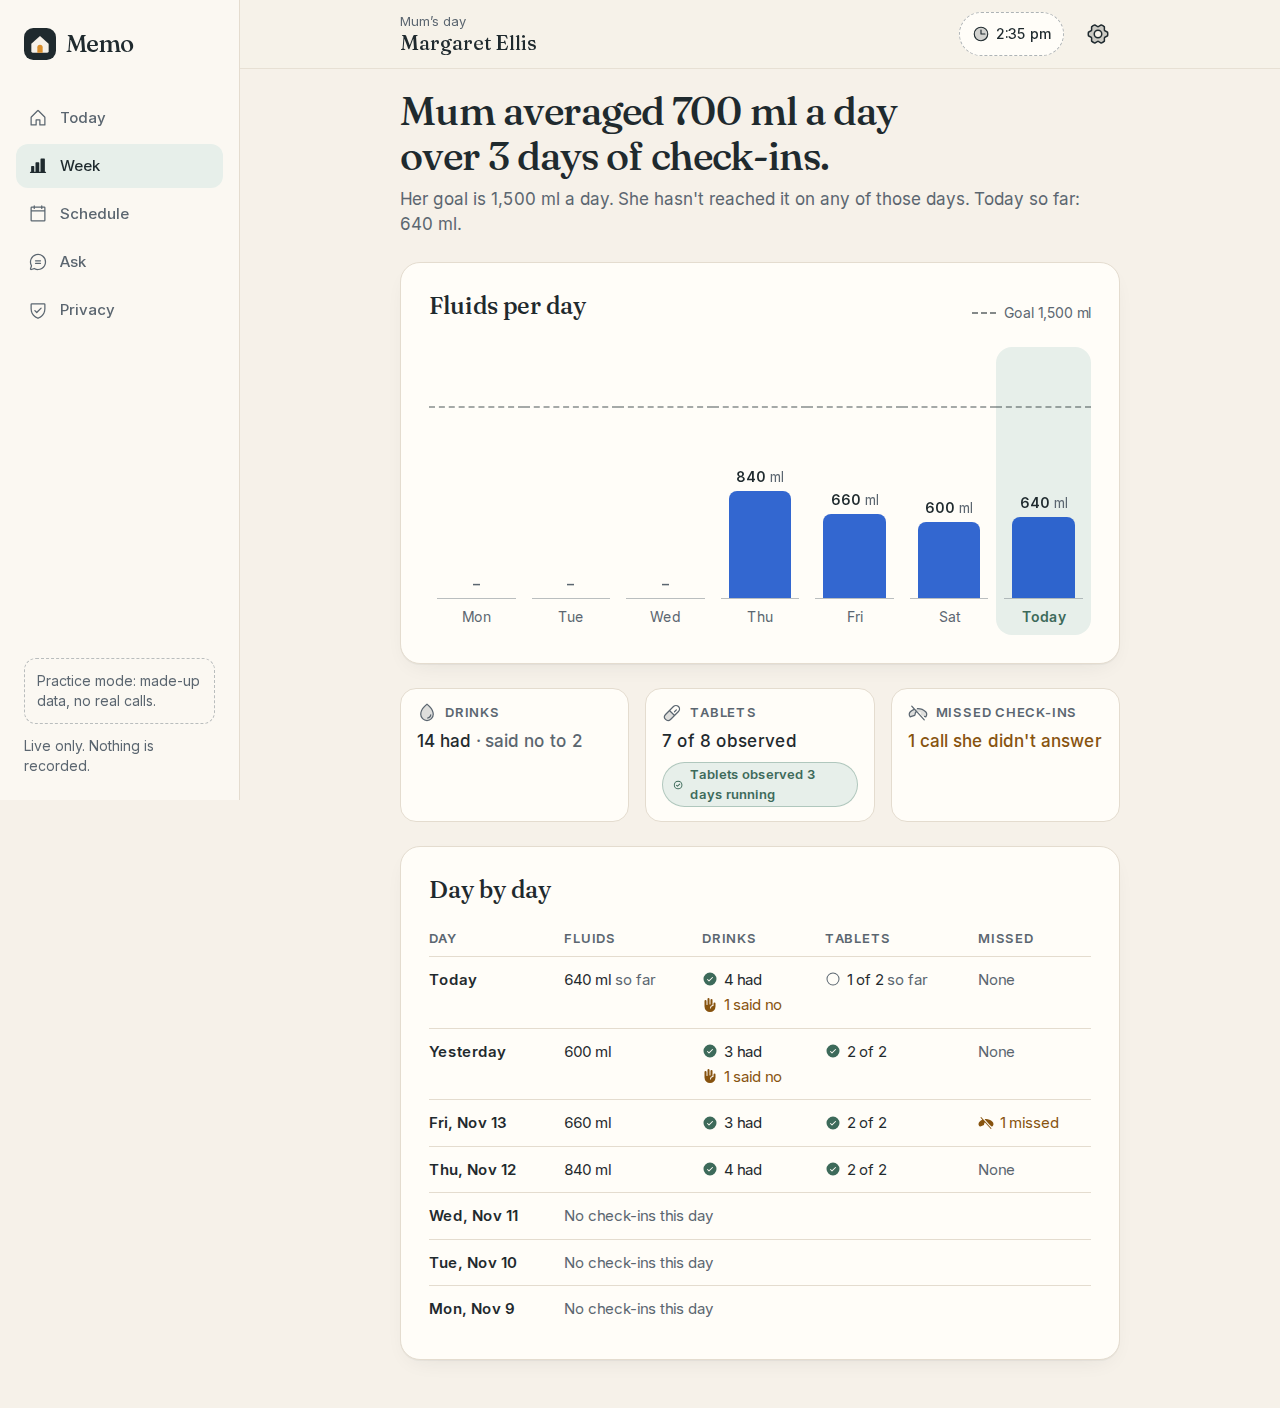 Memo
Today
Week
Schedule
Ask
Privacy
Practice mode: made-up
data, no real calls.
Live only. Nothing is
recorded.
Mum's day
Margaret Ellis
2:35 pm
Mum averaged 700 ml a day
over 3 days of check-ins.
Her goal is 1,500 ml a day. She hasn't reached it on any of those days. Today so far:
640 ml.
Fluids per day
Goal 1,500 ml
840 ml
660 ml
600 ml
640 ml
– – –
Mon Tue Wed Thu Fri Sat Today
DRINKS
14 had · said no to 2
TABLETS
7 of 8 observed
Tablets observed 3
days running
MISSED CHECK-INS
1 call she didn't answer
Day by day
DAY FLUIDS DRINKS TABLETS MISSED
Today 640 ml so far 4 had 1 of 2 so far None
1 said no
Yesterday 600 ml 3 had 2 of 2 None
1 said no
Fri, Nov 13 660 ml 3 had 2 of 2 1 missed
Thu, Nov 12 840 ml 4 had 2 of 2 None
Wed, Nov 11 No check-ins this day
Tue, Nov 10 No check-ins this day
Mon, Nov 9 No check-ins this day